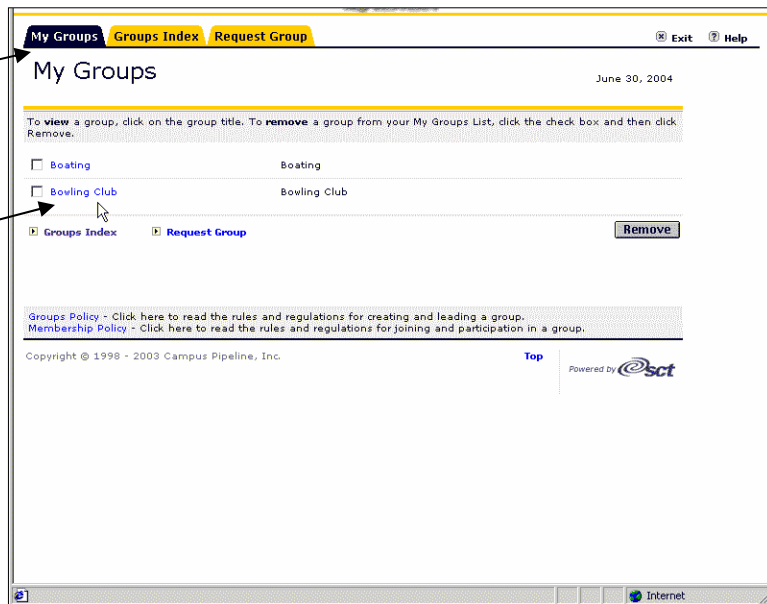 My Groups Groups Index Request Group Exit Help
My Groups
June 30, 2004
To view a group, click on the group title. To remove a group from your My Groups List, click the check box and then click
Remove.
Boating Boating
Bowling Club Bowling Club
Groups Index Request Group Remove
Groups Policy - Click here to read the rules and regulations for creating and leading a group.
Membership Policy - Click here to read the rules and regulations for joining and participation in a group.
Copyright © 1998 - 2003 Campus Pipeline, Inc. Top
Powered by sct
Internet